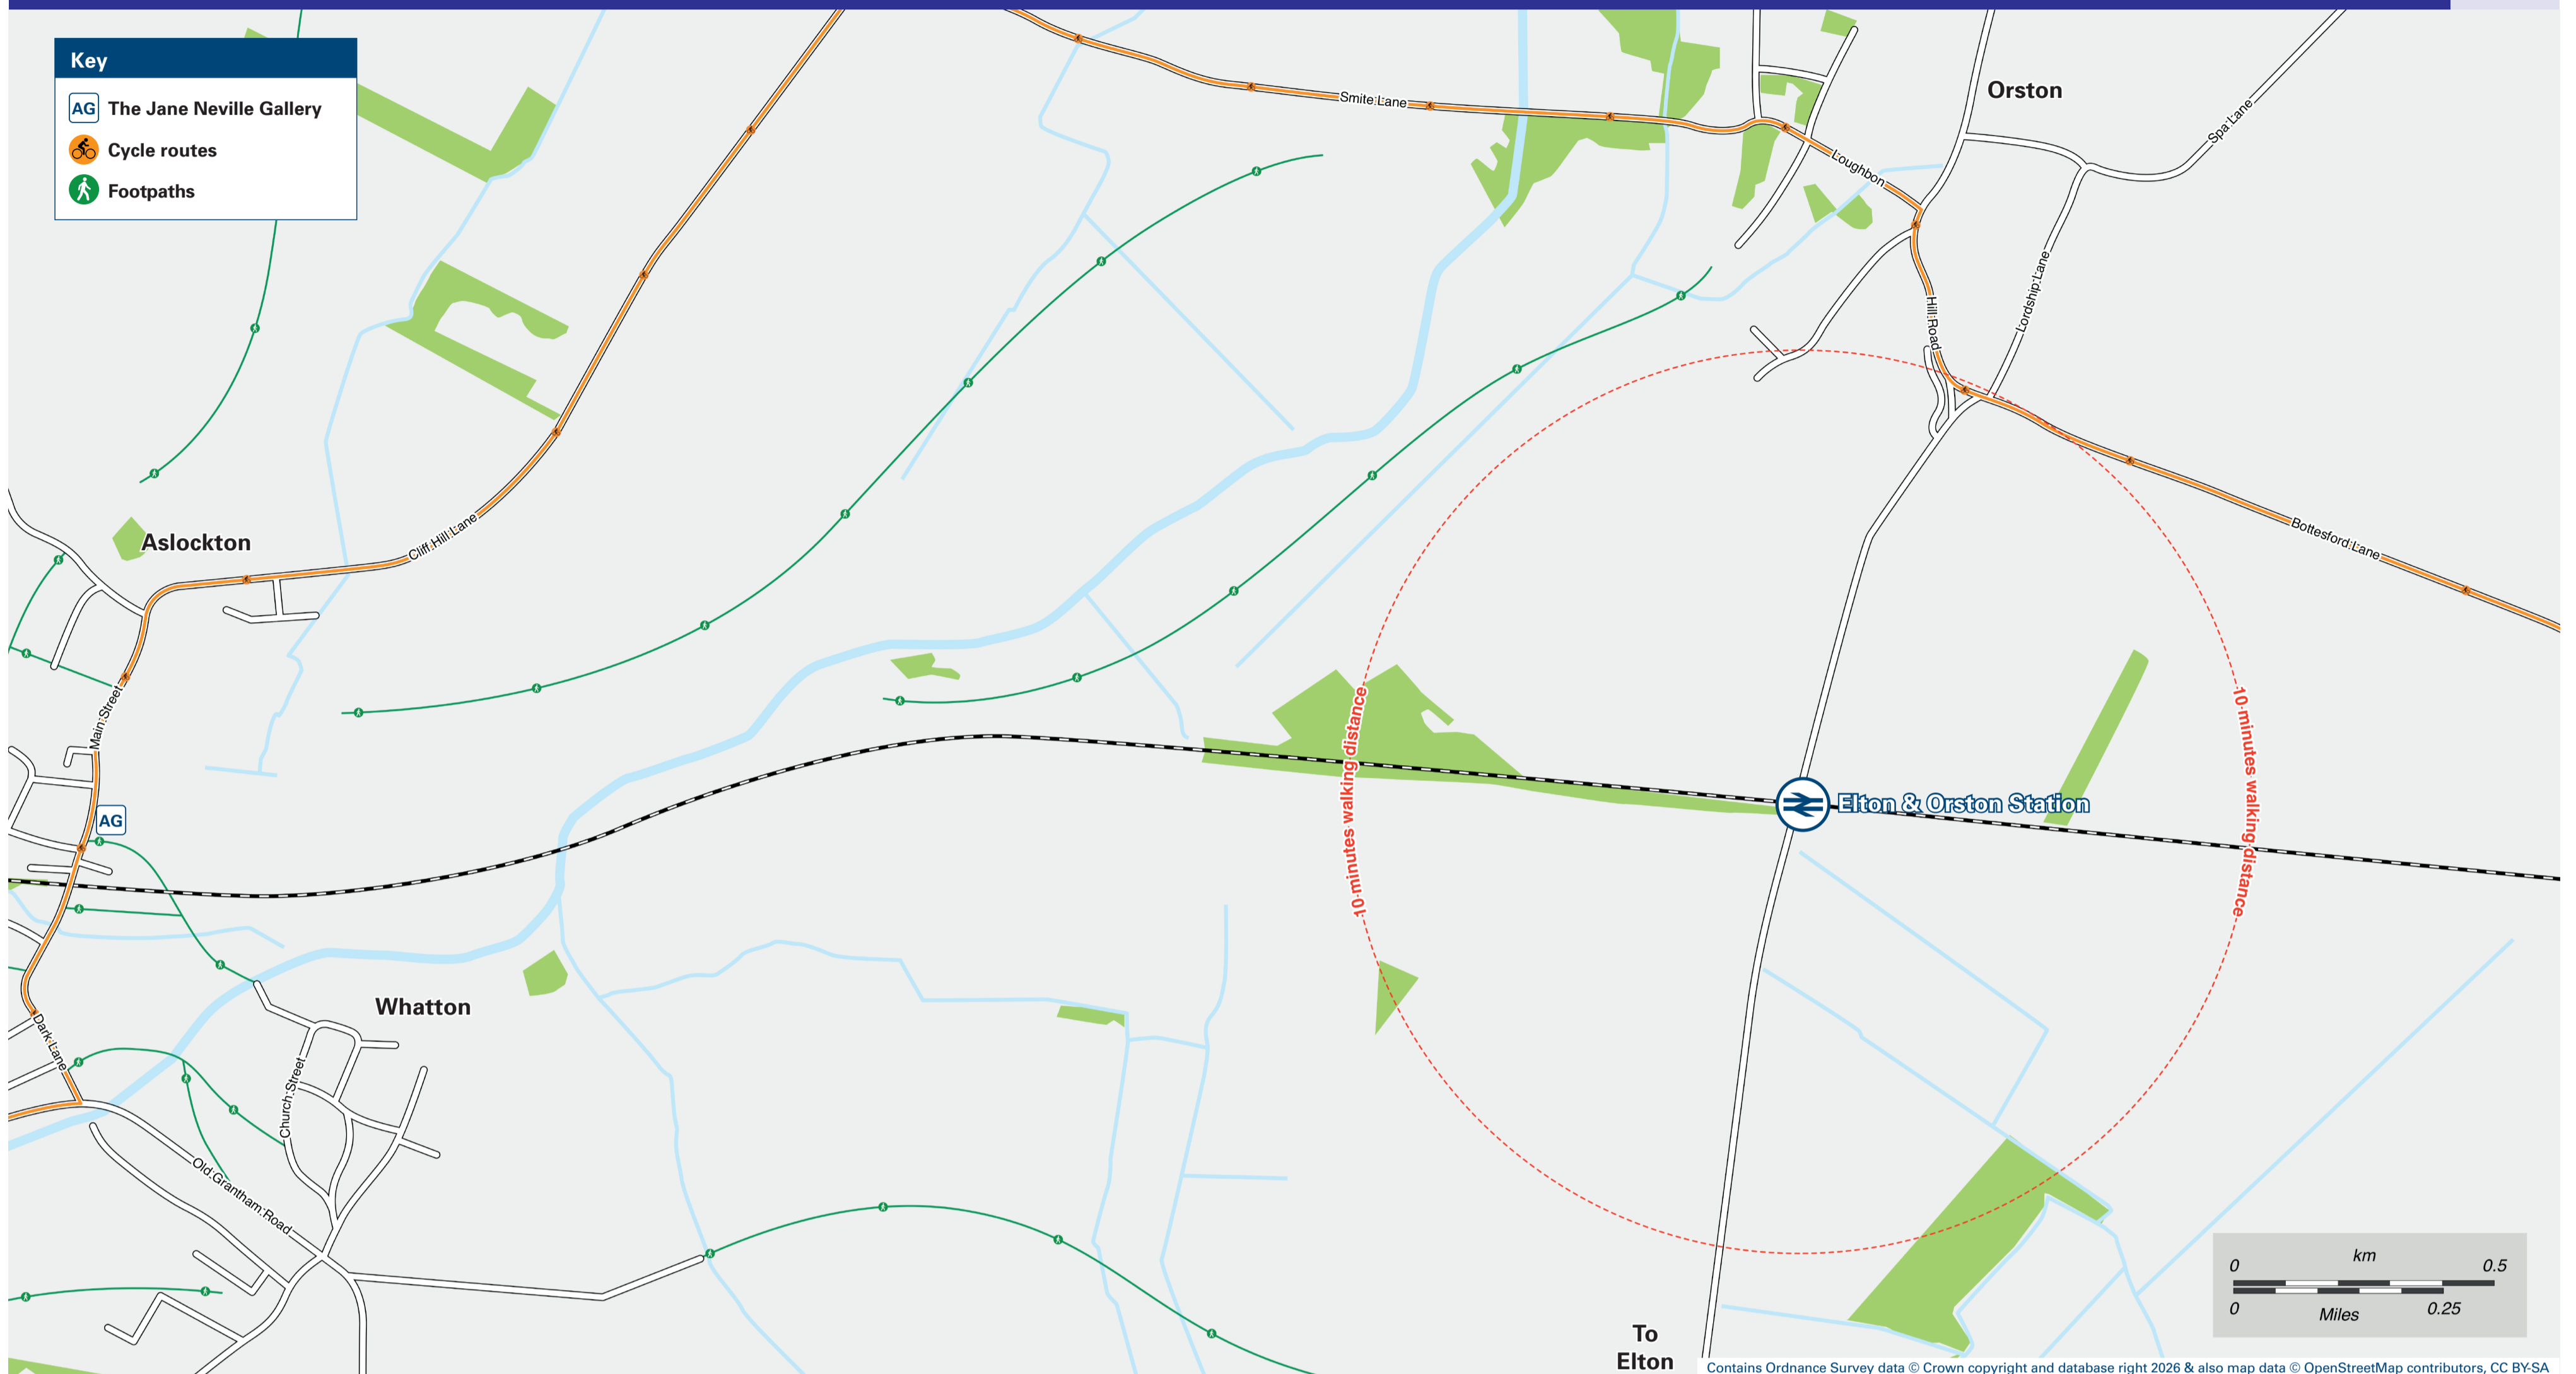 Key
AG The Jane Neville Gallery
Cycle routes
Footpaths
Smite Lane
Orston
Spa Lane
Loughbon
Hill Road
Lordship Lane
Bottesford Lane
Aslockton
Cliff Hill Lane
Main Street
AG
10 minutes walking distance
10 minutes walking distance
Elton & Orston Station
Whatton
Dark Lane
Church Street
Old Grantham Road
To
Elton
km
0 0.5
0 0.25
Miles
Contains Ordnance Survey data © Crown copyright and database right 2026 & also map data © OpenStreetMap contributors, CC BY-SA